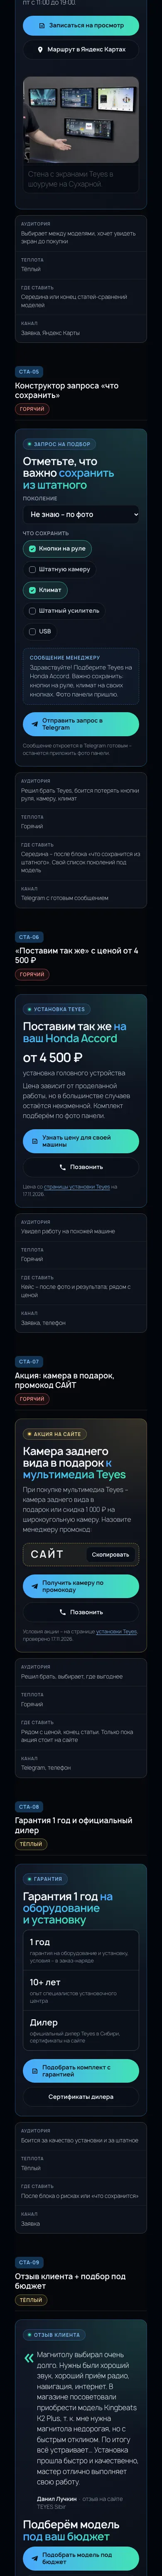 пт с 11:00 до 19:00
Записаться на просмотр
Маршрут в Яндекс Картах
Стена с экранами Teyes в
шоуруме на Сухарной.
АУДИТОРИЯ
Выбирает между моделями, хочет увидеть
экран до покупки.
ТЕПЛОТА
Тёплый
ГДЕ СТАВИТЬ
Середина или конец статей-сравнений
моделей
КАНАЛ
Заявка, Яндекс Карты
CTA-05
Конструктор запроса «что
сохранить»
ГОРЯЧИЙ
ЗАПРОС НА ПОДБОР
Отметьте, что
важно сохранить
из штатного
ПОКОЛЕНИЕ
Не знаю – по фото
ЧТО СОХРАНИТЬ
Кнопки на руле
Штатную камеру
Климат
Штатный усилитель
USB
СООБЩЕНИЕ МЕНЕДЖЕРУ
Здравствуйте! Подберите Teyes на
Honda Accord. Важно сохранить:
кнопки на руле, климат на своих
кнопках. Фото панели пришлю.
Отправить запрос в
Telegram
Сообщение откроется в Telegram готовым –
останется приложить фото панели.
АУДИТОРИЯ
Решил брать Teyes, боится потерять кнопки
руля, камеру, климат
ТЕПЛОТА
Горячий
ГДЕ СТАВИТЬ
Середина – после блока «что сохранится из
штатного». Свой список поколений под
модель
КАНАЛ
Telegram с готовым сообщением
CTA-06
«Поставим так же» с ценой от 4
500 ₽
ГОРЯЧИЙ
УСТАНОВКА TEYES
Поставим так же на
ваш Honda Accord
от 4 500 ₽
установка головного устройства
Цена зависит от проделанной
работы, но в большинстве случаев
остаётся неизменной. Комплект
подберём по фото панели.
Узнать цену для своей
машины
Позвонить
Цена со страницы установки Teyes на
17.11.2026.
АУДИТОРИЯ
Увидел работу на похожей машине
ТЕПЛОТА
Горячий
ГДЕ СТАВИТЬ
Кейс – после фото и результата; рядом с
ценой
КАНАЛ
Заявка, телефон
CTA-07
Акция: камера в подарок,
промокод САЙТ
ГОРЯЧИЙ
АКЦИЯ НА САЙТЕ
Камера заднего
вида в подарок к
мультимедиа Teyes
При покупке мультимедиа Teyes –
камера заднего вида в
подарок или скидка 1 000 ₽ на
шумоизоляцию. Назовите
менеджеру промокод:
САЙТ
Скопировать
Получить камеру по
промокоду
Позвонить
Условия акции – на странице установки Teyes,
проверено 17.11.2026.
АУДИТОРИЯ
Решил брать, выбирает, где выгоднее
ТЕПЛОТА
Горячий
ГДЕ СТАВИТЬ
Рядом с ценой, конец статьи. Только пока
акция стоит на сайте
КАНАЛ
Telegram, телефон
CTA-08
Гарантия 1 год и официальный
дилер
ТЁПЛЫЙ
ГАРАНТИЯ
Гарантия 1 год на
оборудование
и установку
1 год
гарантия на оборудование и установку,
условия – в заказ-наряде
10+ лет
опыт специалистов установочного
центра
Дилер
официальный дилер Teyes в Сибири,
сертификаты на сайте
Подобрать комплект с
гарантией
Сертификаты дилера
АУДИТОРИЯ
Боится за качество установки и за штатное
ТЕПЛОТА
Тёплый
ГДЕ СТАВИТЬ
После блока о рисках или «что сохранится»
КАНАЛ
Заявка
CTA-09
Отзыв клиента + подбор под
бюджет
ТЁПЛЫЙ
ОТЗЫВ КЛИЕНТА
«
Магнитолу выбирал очень
долго. Нужны были хороший
звук, хороший приём радио,
навигация, интернет. В
магазине посоветовали
приобрести модель Kingbeats
K2 Plus, т. к. мне нужна
магнитола недорогая, но с
быстрым откликом. По итогу
всё устраивает… Установка
прошла быстро и качественно,
мастер отлично выполняет
свою работу.
Данил Лучкин · отзыв на сайте
TEYES Sibir
Подберём модель
под ваш бюджет
Подобрать модель под
бюджет